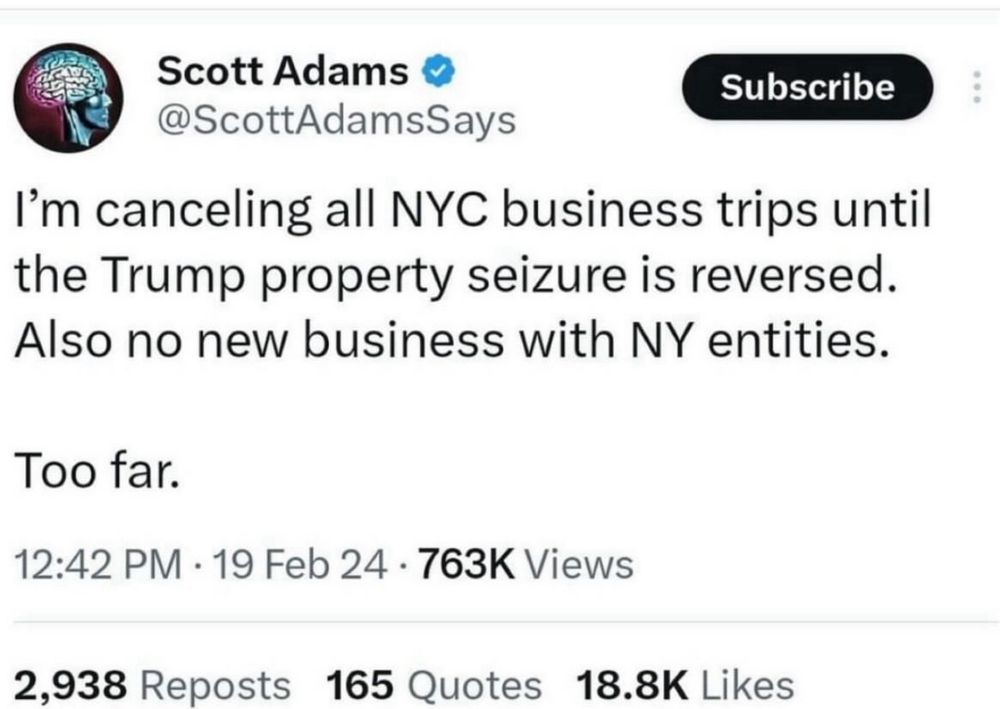 Scott Adams
Subscribe
@ScottAdamsSays
I’m canceling all NYC business trips until
the Trump property seizure is reversed.
Also no new business with NY entities.
Too far.
12:42 PM · 19 Feb 24 · 763K Views
2,938 Reposts 165 Quotes 18.8K Likes